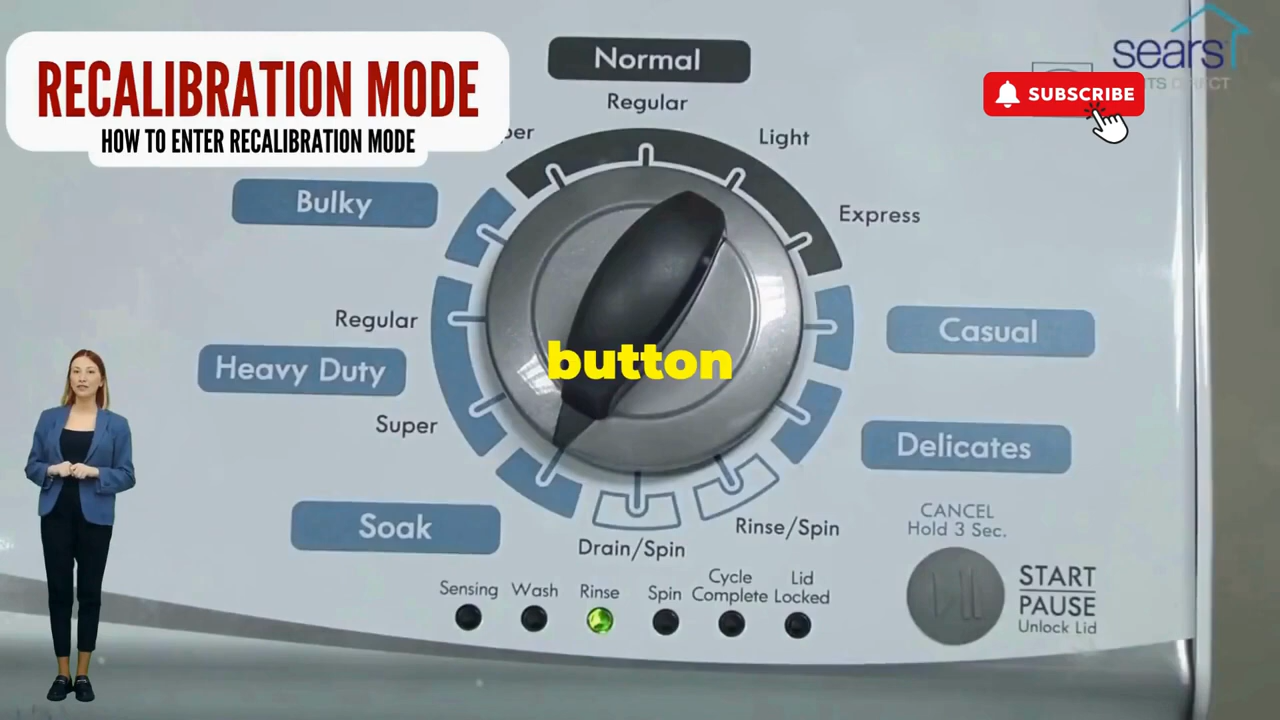 RECALIBRATION MODE
HOW TO ENTER RECALIBRATION MODE
sears
DIRECT
SUBSCRIBE
Normal
Regular
Light
Express
Bulky
Regular
Heavy Duty
Super
Casual
Delicates
button
Soak
Drain/Spin
Rinse/Spin
CANCEL
Hold 3 Sec.
Sensing
Wash
Rinse
Spin
Cycle
Complete
Lid
Locked
START
PAUSE
Unlock Lid